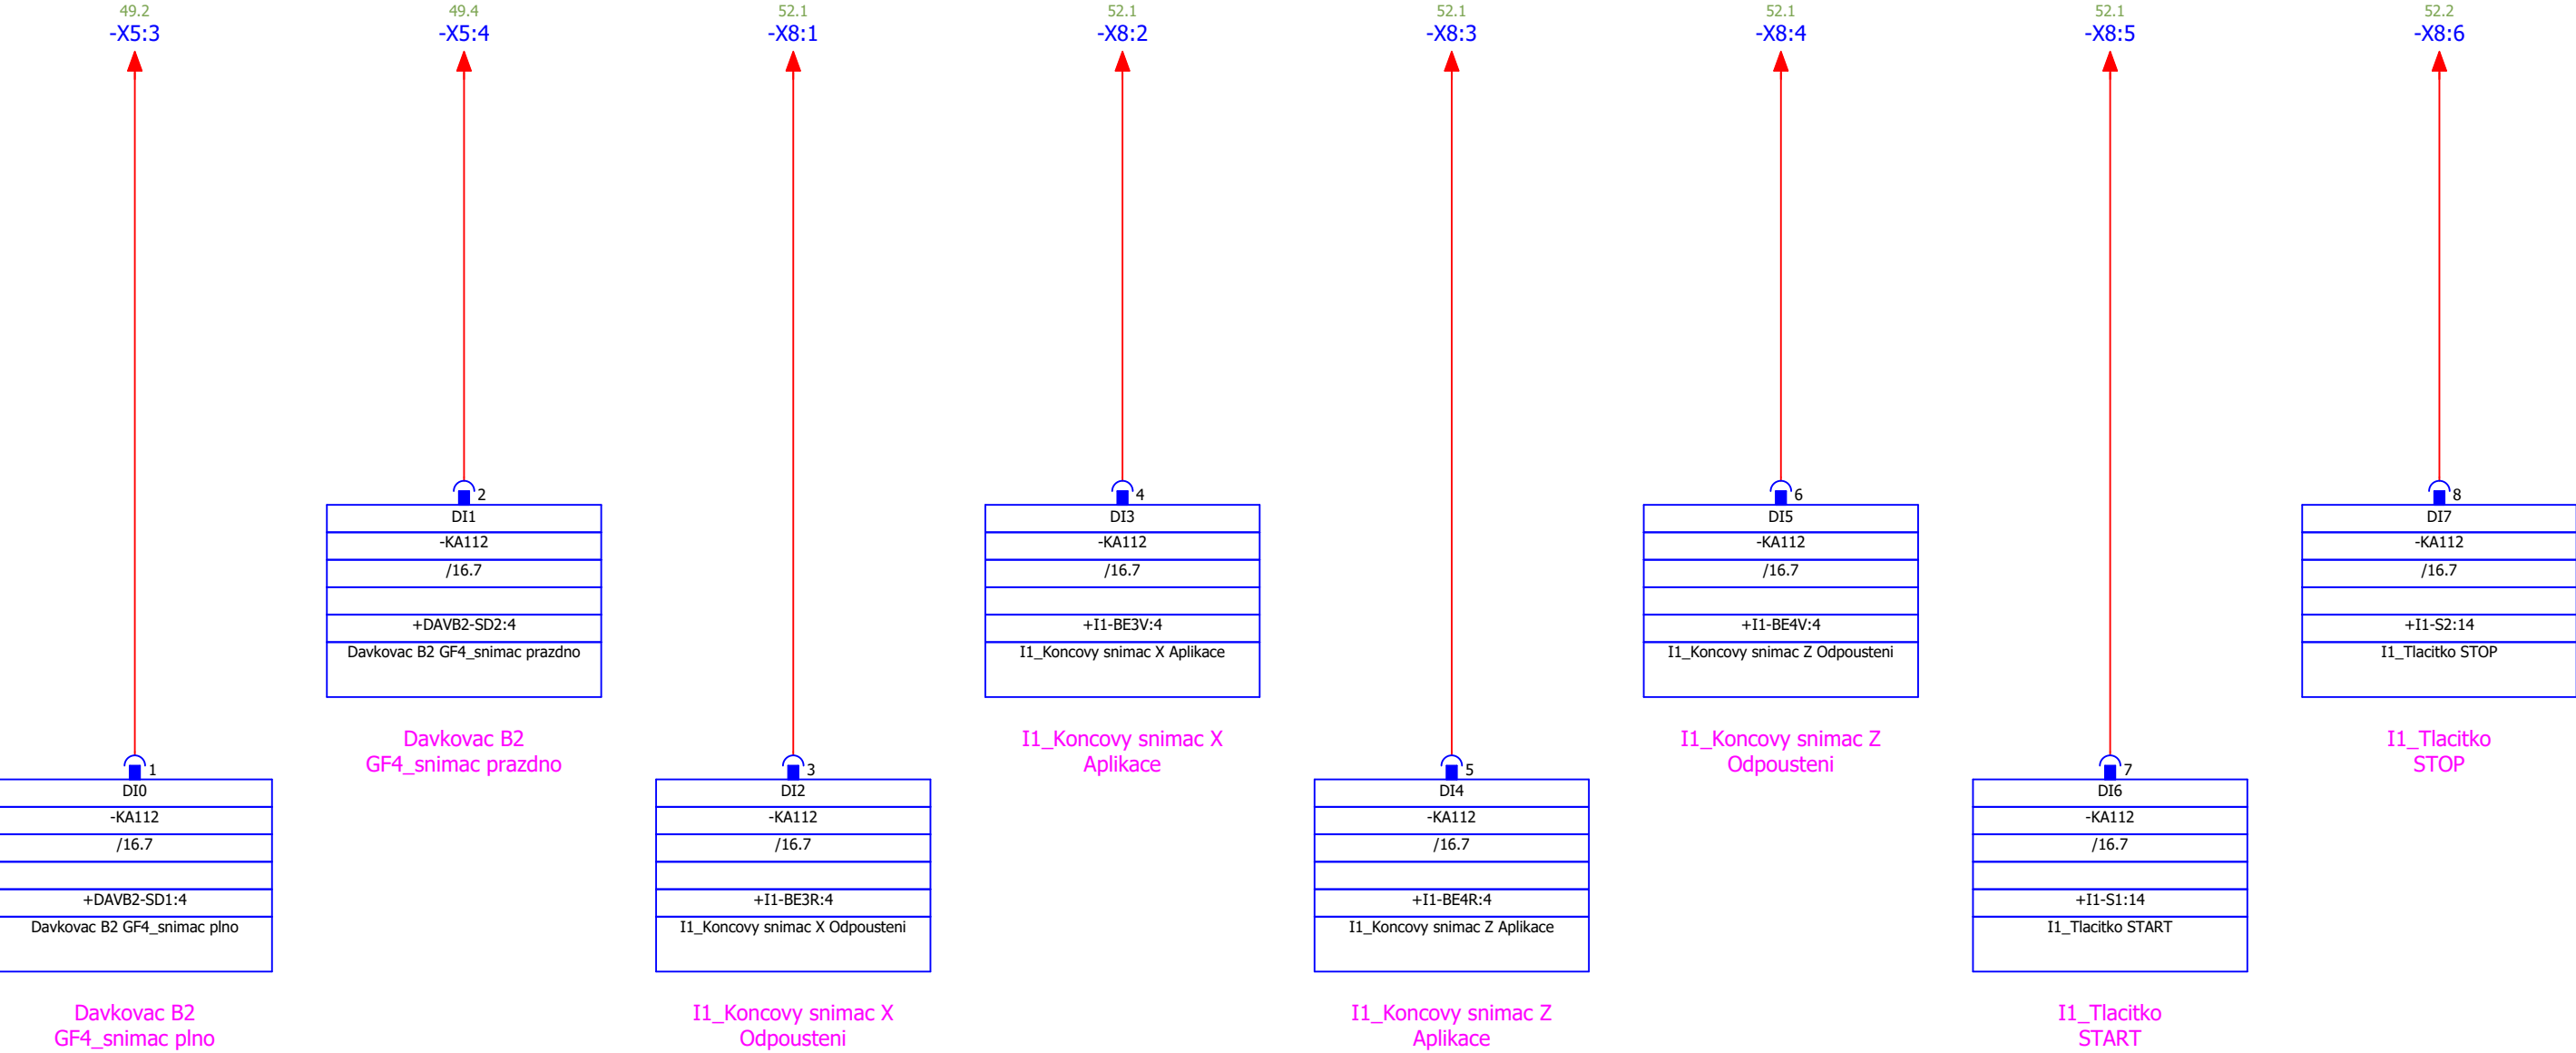 49.2
-X5:3
49.4
-X5:4
52.1
-X8:1
52.1
-X8:2
52.1
-X8:3
52.1
-X8:4
52.1
-X8:5
52.2
-X8:6
1
DI0
-KA112
/16.7
+DAVB2-SD1:4
Davkovac B2 GF4_snimac plno
Davkovac B2
GF4_snimac plno
2
DI1
-KA112
/16.7
+DAVB2-SD2:4
Davkovac B2 GF4_snimac prazdno
Davkovac B2
GF4_snimac prazdno
3
DI2
-KA112
/16.7
+I1-BE3R:4
I1_Koncovy snimac X Odpousteni
I1_Koncovy snimac X
Odpousteni
4
DI3
-KA112
/16.7
+I1-BE3V:4
I1_Koncovy snimac X Aplikace
I1_Koncovy snimac X
Aplikace
5
DI4
-KA112
/16.7
+I1-BE4R:4
I1_Koncovy snimac Z Aplikace
I1_Koncovy snimac Z
Aplikace
6
DI5
-KA112
/16.7
+I1-BE4V:4
I1_Koncovy snimac Z Odpousteni
I1_Koncovy snimac Z
Odpousteni
7
DI6
-KA112
/16.7
+I1-S1:14
I1_Tlacitko START
I1_Tlacitko
START
8
DI7
-KA112
/16.7
+I1-S2:14
I1_Tlacitko STOP
I1_Tlacitko
STOP